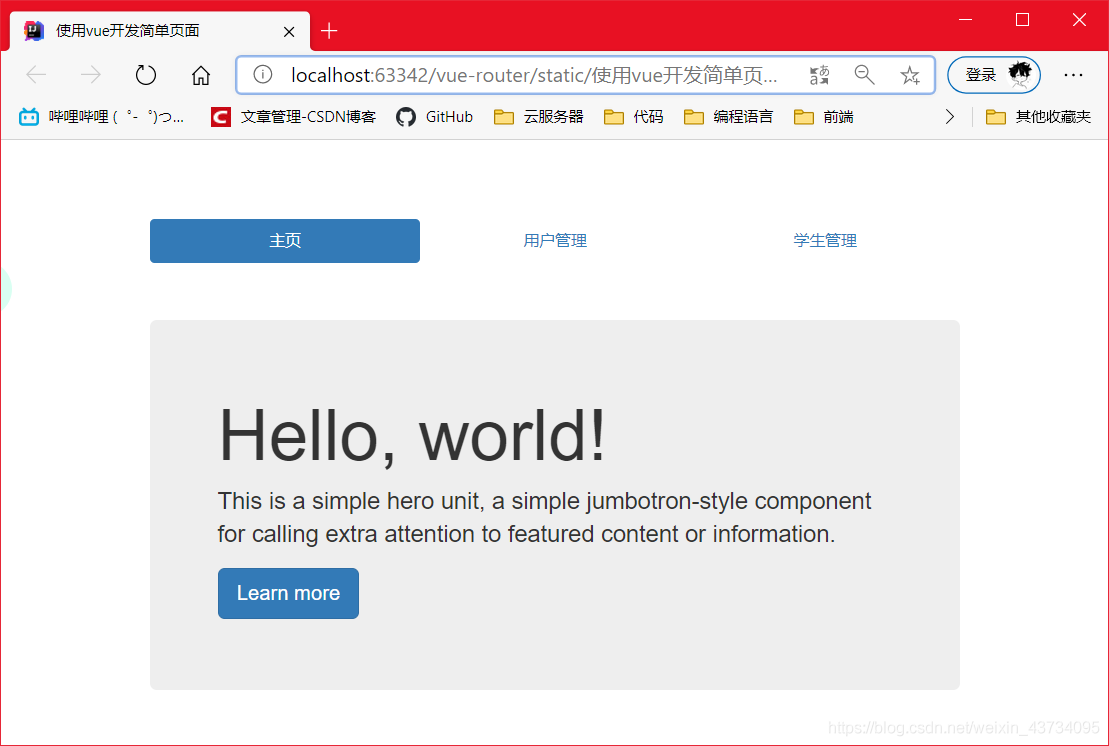 使用vue开发简单页面
localhost:63342/vue-router/static/使用vue开发简单页...
登录
哔哩哔哩 (゜-゜)つ...
文章管理-CSDN博客
GitHub
云服务器
代码
编程语言
前端
其他收藏夹
主页
用户管理
学生管理
Hello, world!
This is a simple hero unit, a simple jumbotron-style component
for calling extra attention to featured content or information.
Learn more
https://blog.csdn.net/weixin_43734095